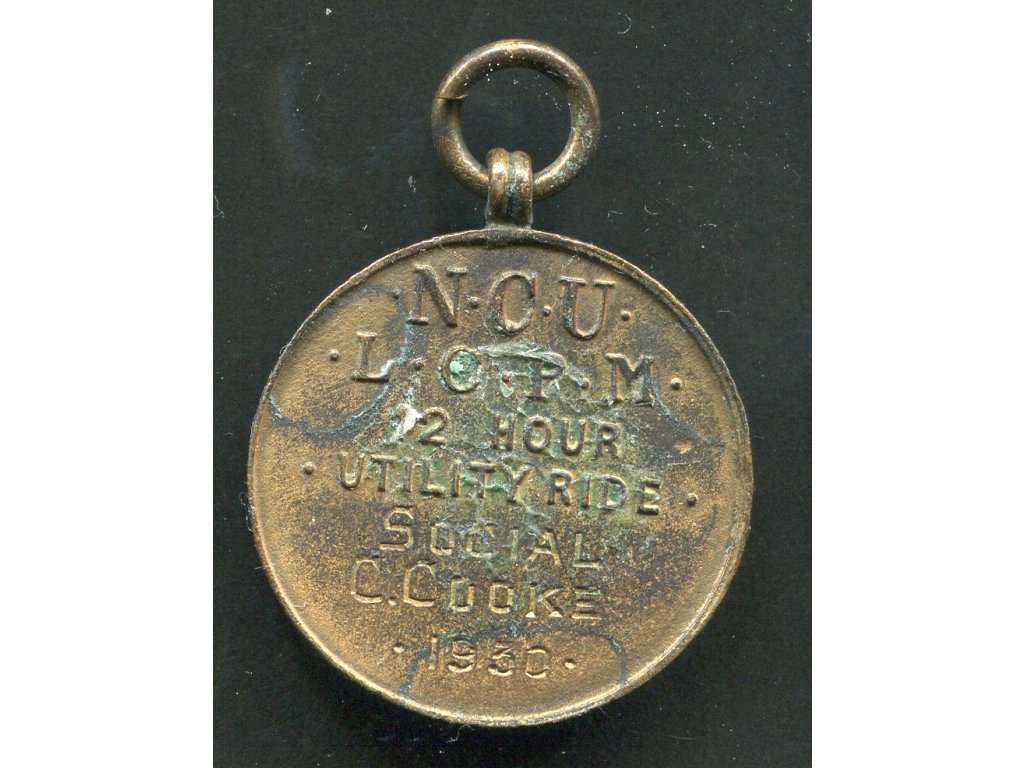 ·N·C·U·
·L·C·P·M·
12 HOUR
·UTILITY RIDE·
SOCIAL
C. COOKE
·1930·